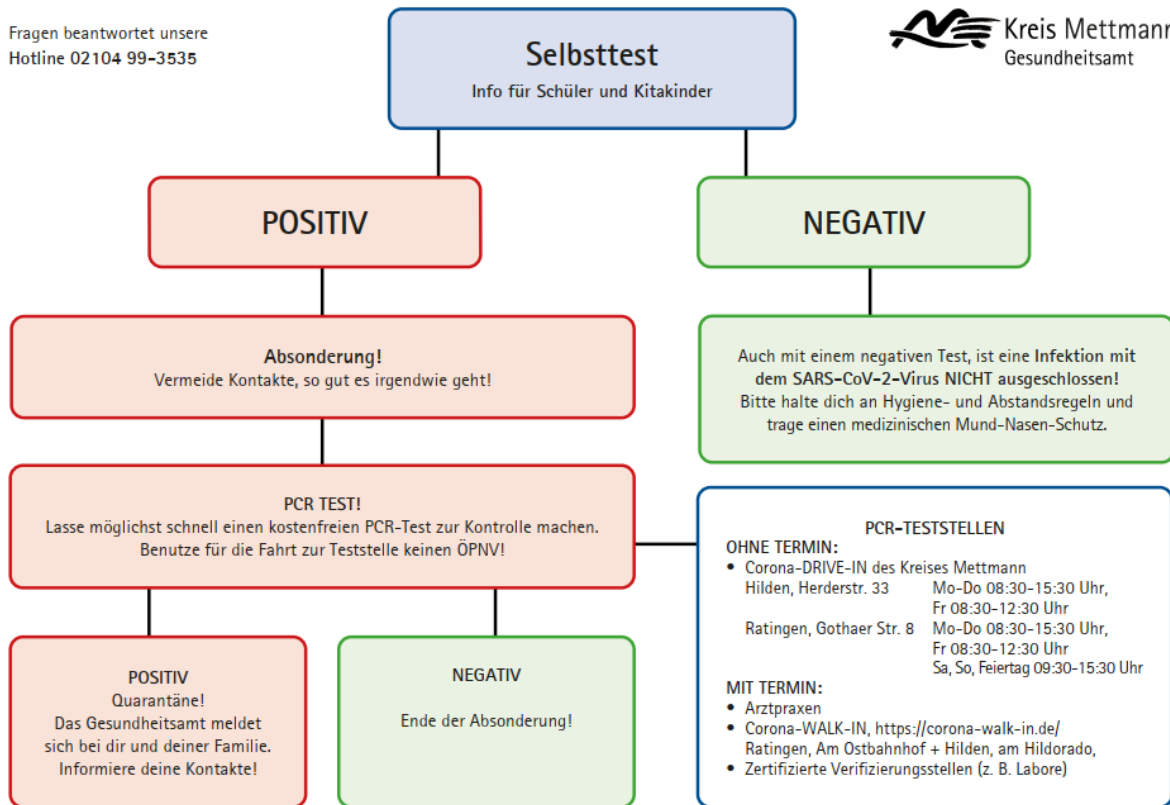 Fragen beantwortet unsere
Hotline 02104 99-3535
Kreis Mettmann
Gesundheitsamt
Selbsttest
Info für Schüler und Kitakinder
POSITIV
NEGATIV
Absonderung!
Vermeide Kontakte, so gut es irgendwie geht!
Auch mit einem negativen Test, ist eine Infektion mit
dem SARS-CoV-2-Virus NICHT ausgeschlossen!
Bitte halte dich an Hygiene- und Abstandsregeln und
trage einen medizinischen Mund-Nasen-Schutz.
PCR TEST!
Lasse möglichst schnell einen kostenfreien PCR-Test zur Kontrolle machen.
Benutze für die Fahrt zur Teststelle keinen ÖPNV!
PCR-TESTSTELLEN
OHNE TERMIN:
• Corona-DRIVE-IN des Kreises Mettmann
Hilden, Herderstr. 33 Mo-Do 08:30-15:30 Uhr,
Fr 08:30-12:30 Uhr
Ratingen, Gothaer Str. 8 Mo-Do 08:30-15:30 Uhr,
Fr 08:30-12:30 Uhr
Sa, So, Feiertag 09:30-15:30 Uhr
MIT TERMIN:
• Arztpraxen
• Corona-WALK-IN, https://corona-walk-in.de/
Ratingen, Am Ostbahnhof + Hilden, am Hildorado,
• Zertifizierte Verifizierungsstellen (z. B. Labore)
POSITIV
Quarantäne!
Das Gesundheitsamt meldet
sich bei dir und deiner Familie.
Informiere deine Kontakte!
NEGATIV
Ende der Absonderung!